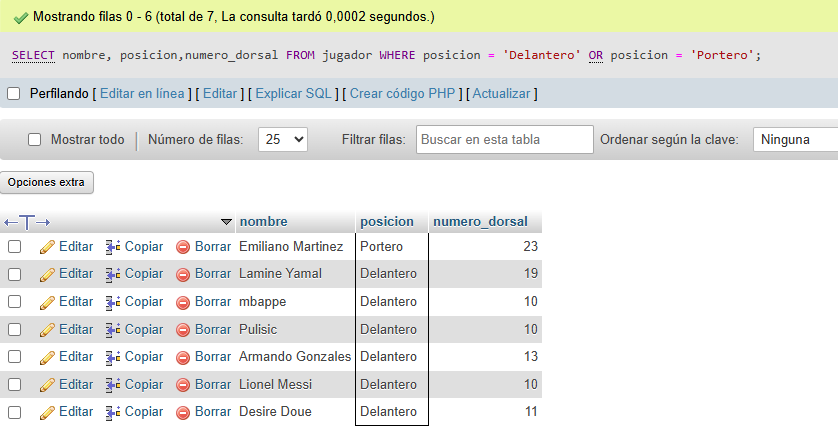 Mostrando filas 0 - 6 (total de 7, La consulta tardó 0,0002 segundos.)
SELECT nombre, posicion,numero_dorsal FROM jugador WHERE posicion = 'Delantero' OR posicion = 'Portero';
Perfilando [ Editar en línea ] [ Editar ] [ Explicar SQL ] [ Crear código PHP ] [ Actualizar ]
Mostrar todo Número de filas: 25 Filtrar filas: Buscar en esta tabla Ordenar según la clave: Ninguna
Opciones extra
←T→ nombre posicion numero_dorsal
Editar Copiar Borrar Emiliano Martinez Portero 23
Editar Copiar Borrar Lamine Yamal Delantero 19
Editar Copiar Borrar mbappe Delantero 10
Editar Copiar Borrar Pulisic Delantero 10
Editar Copiar Borrar Armando Gonzales Delantero 13
Editar Copiar Borrar Lionel Messi Delantero 10
Editar Copiar Borrar Desire Doue Delantero 11